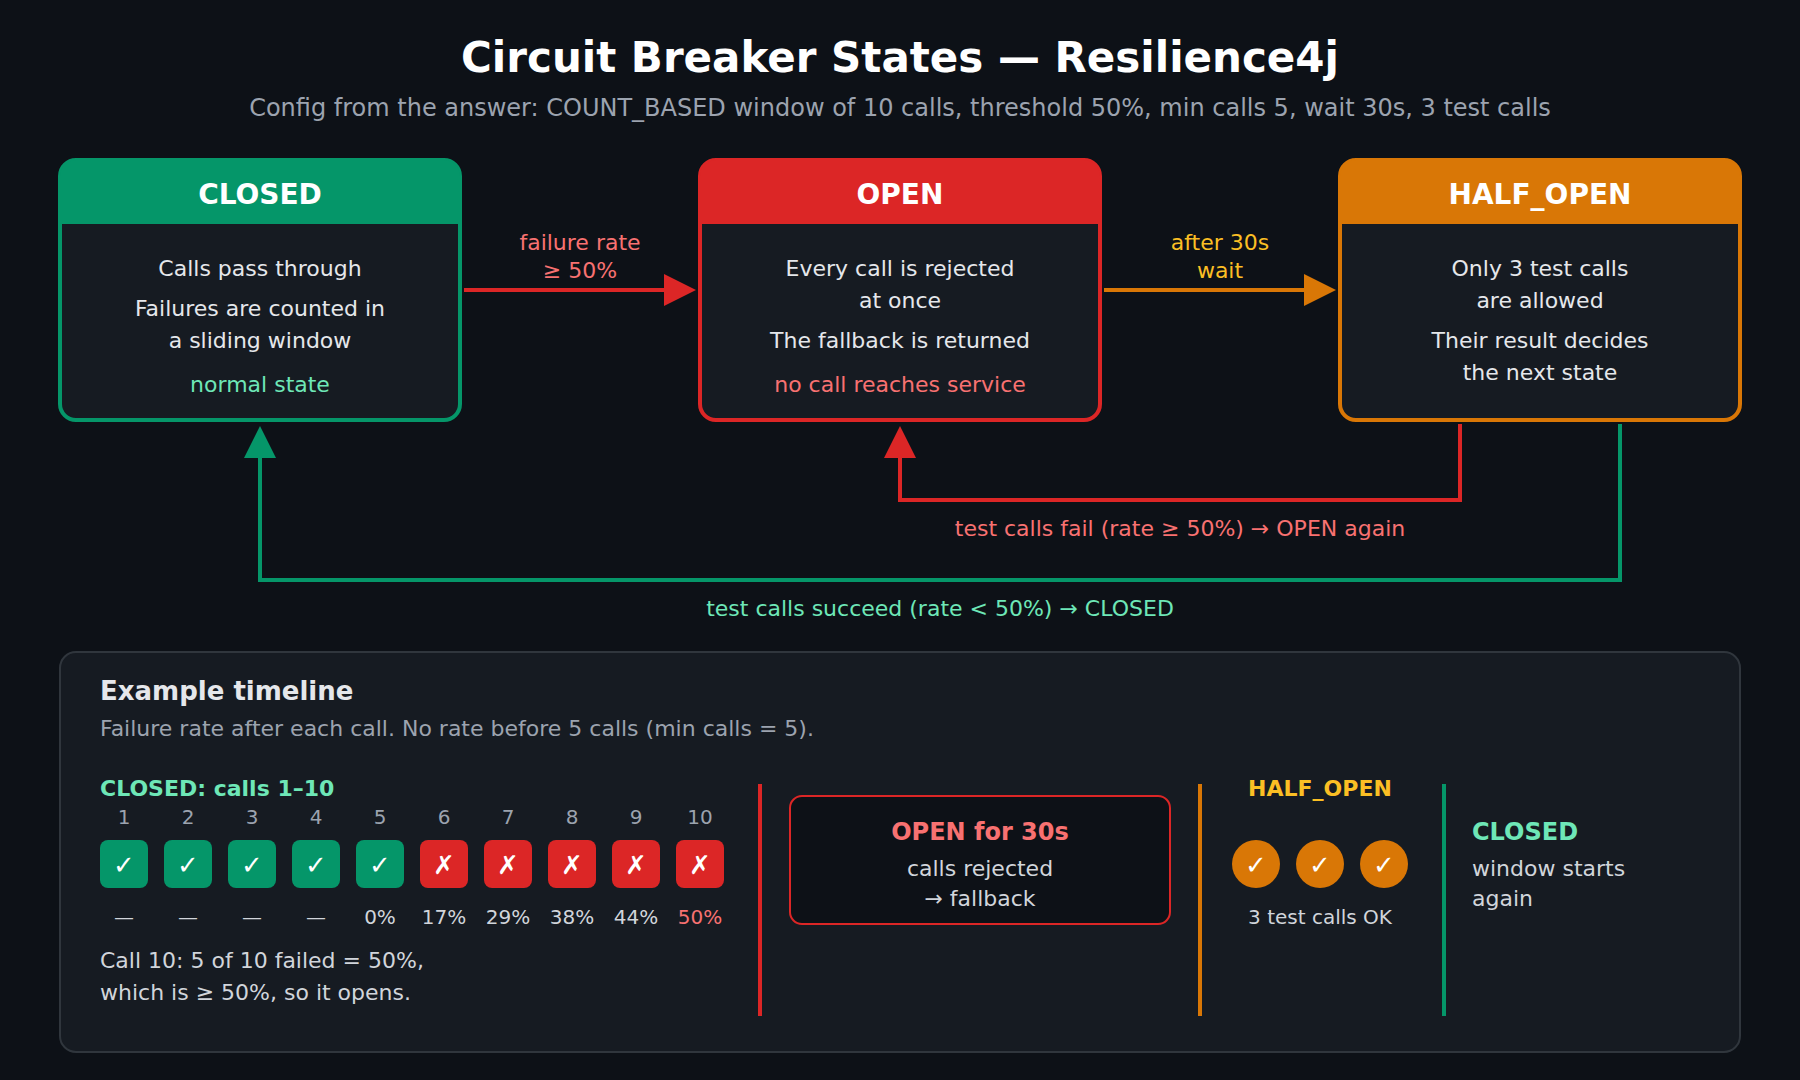 Circuit Breaker States — Resilience4j
Config from the answer: COUNT_BASED window of 10 calls, threshold 50%, min calls 5, wait 30s, 3 test calls
CLOSED
Calls pass through
Failures are counted in
a sliding window
normal state
failure rate
≥ 50%
OPEN
Every call is rejected
at once
The fallback is returned
no call reaches service
after 30s
wait
HALF_OPEN
Only 3 test calls
are allowed
Their result decides
the next state
test calls fail (rate ≥ 50%) → OPEN again
test calls succeed (rate < 50%) → CLOSED
Example timeline
Failure rate after each call. No rate before 5 calls (min calls = 5).
CLOSED: calls 1–10
1 2 3 4 5 6 7 8 9 10
✓ ✓ ✓ ✓ ✓ ✗ ✗ ✗ ✗ ✗
— — — — 0% 17% 29% 38% 44% 50%
Call 10: 5 of 10 failed = 50%,
which is ≥ 50%, so it opens.
OPEN for 30s
calls rejected
→ fallback
HALF_OPEN
✓ ✓ ✓
3 test calls OK
CLOSED
window starts
again